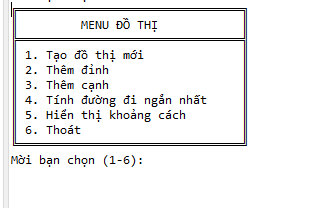 MENU ĐỒ THỊ
1. Tạo đồ thị mới
2. Thêm đỉnh
3. Thêm cạnh
4. Tính đường đi ngắn nhất
5. Hiển thị khoảng cách
6. Thoát
Mời bạn chọn (1-6):